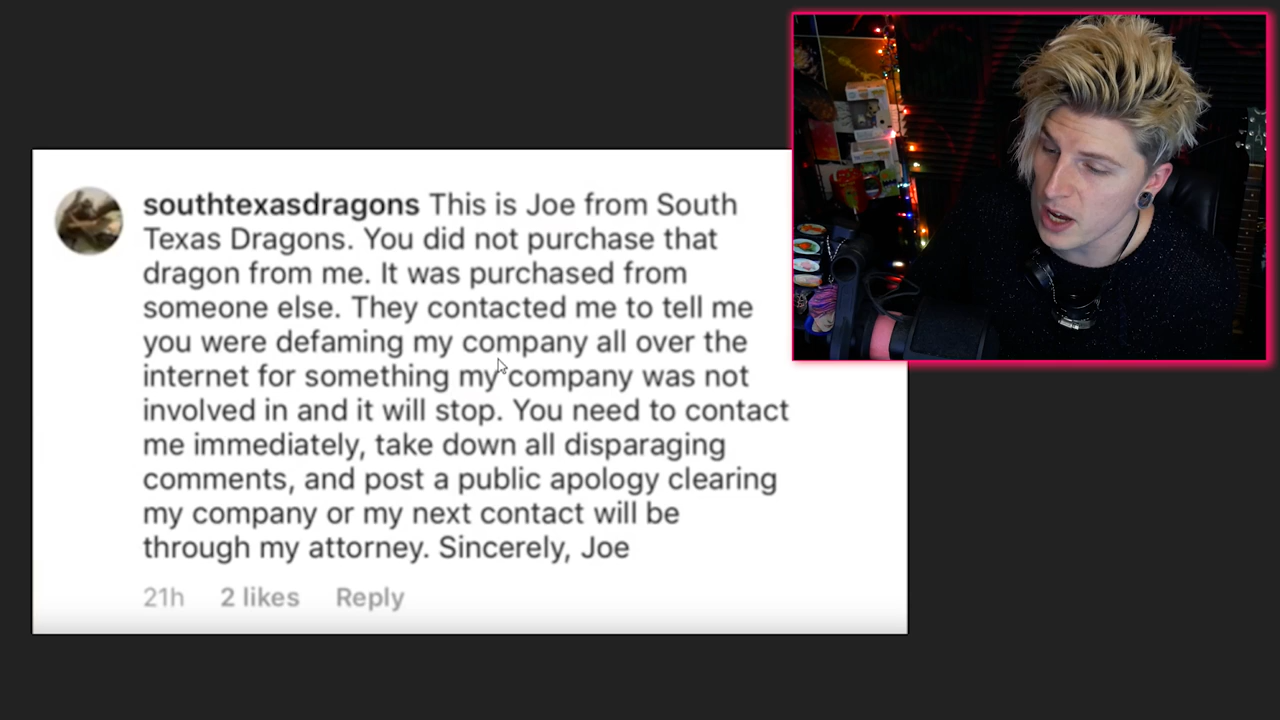 southtexasdragons This is Joe from South
Texas Dragons. You did not purchase that
dragon from me. It was purchased from
someone else. They contacted me to tell me
you were defaming my company all over the
internet for something my company was not
involved in and it will stop. You need to contact
me immediately, take down all disparaging
comments, and post a public apology clearing
my company or my next contact will be
through my attorney. Sincerely, Joe
21h 2 likes Reply